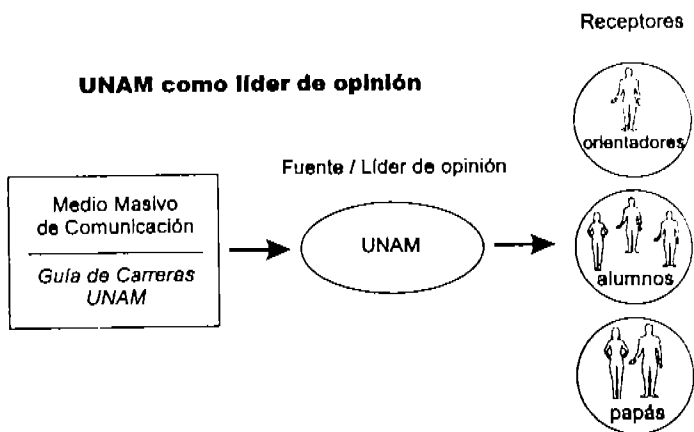 Receptores
UNAM como líder de opinión
orientadores
Fuente / Líder de opinión
Medio Masivo
de Comunicación
Guía de Carreras
UNAM
UNAM
alumnos
papás